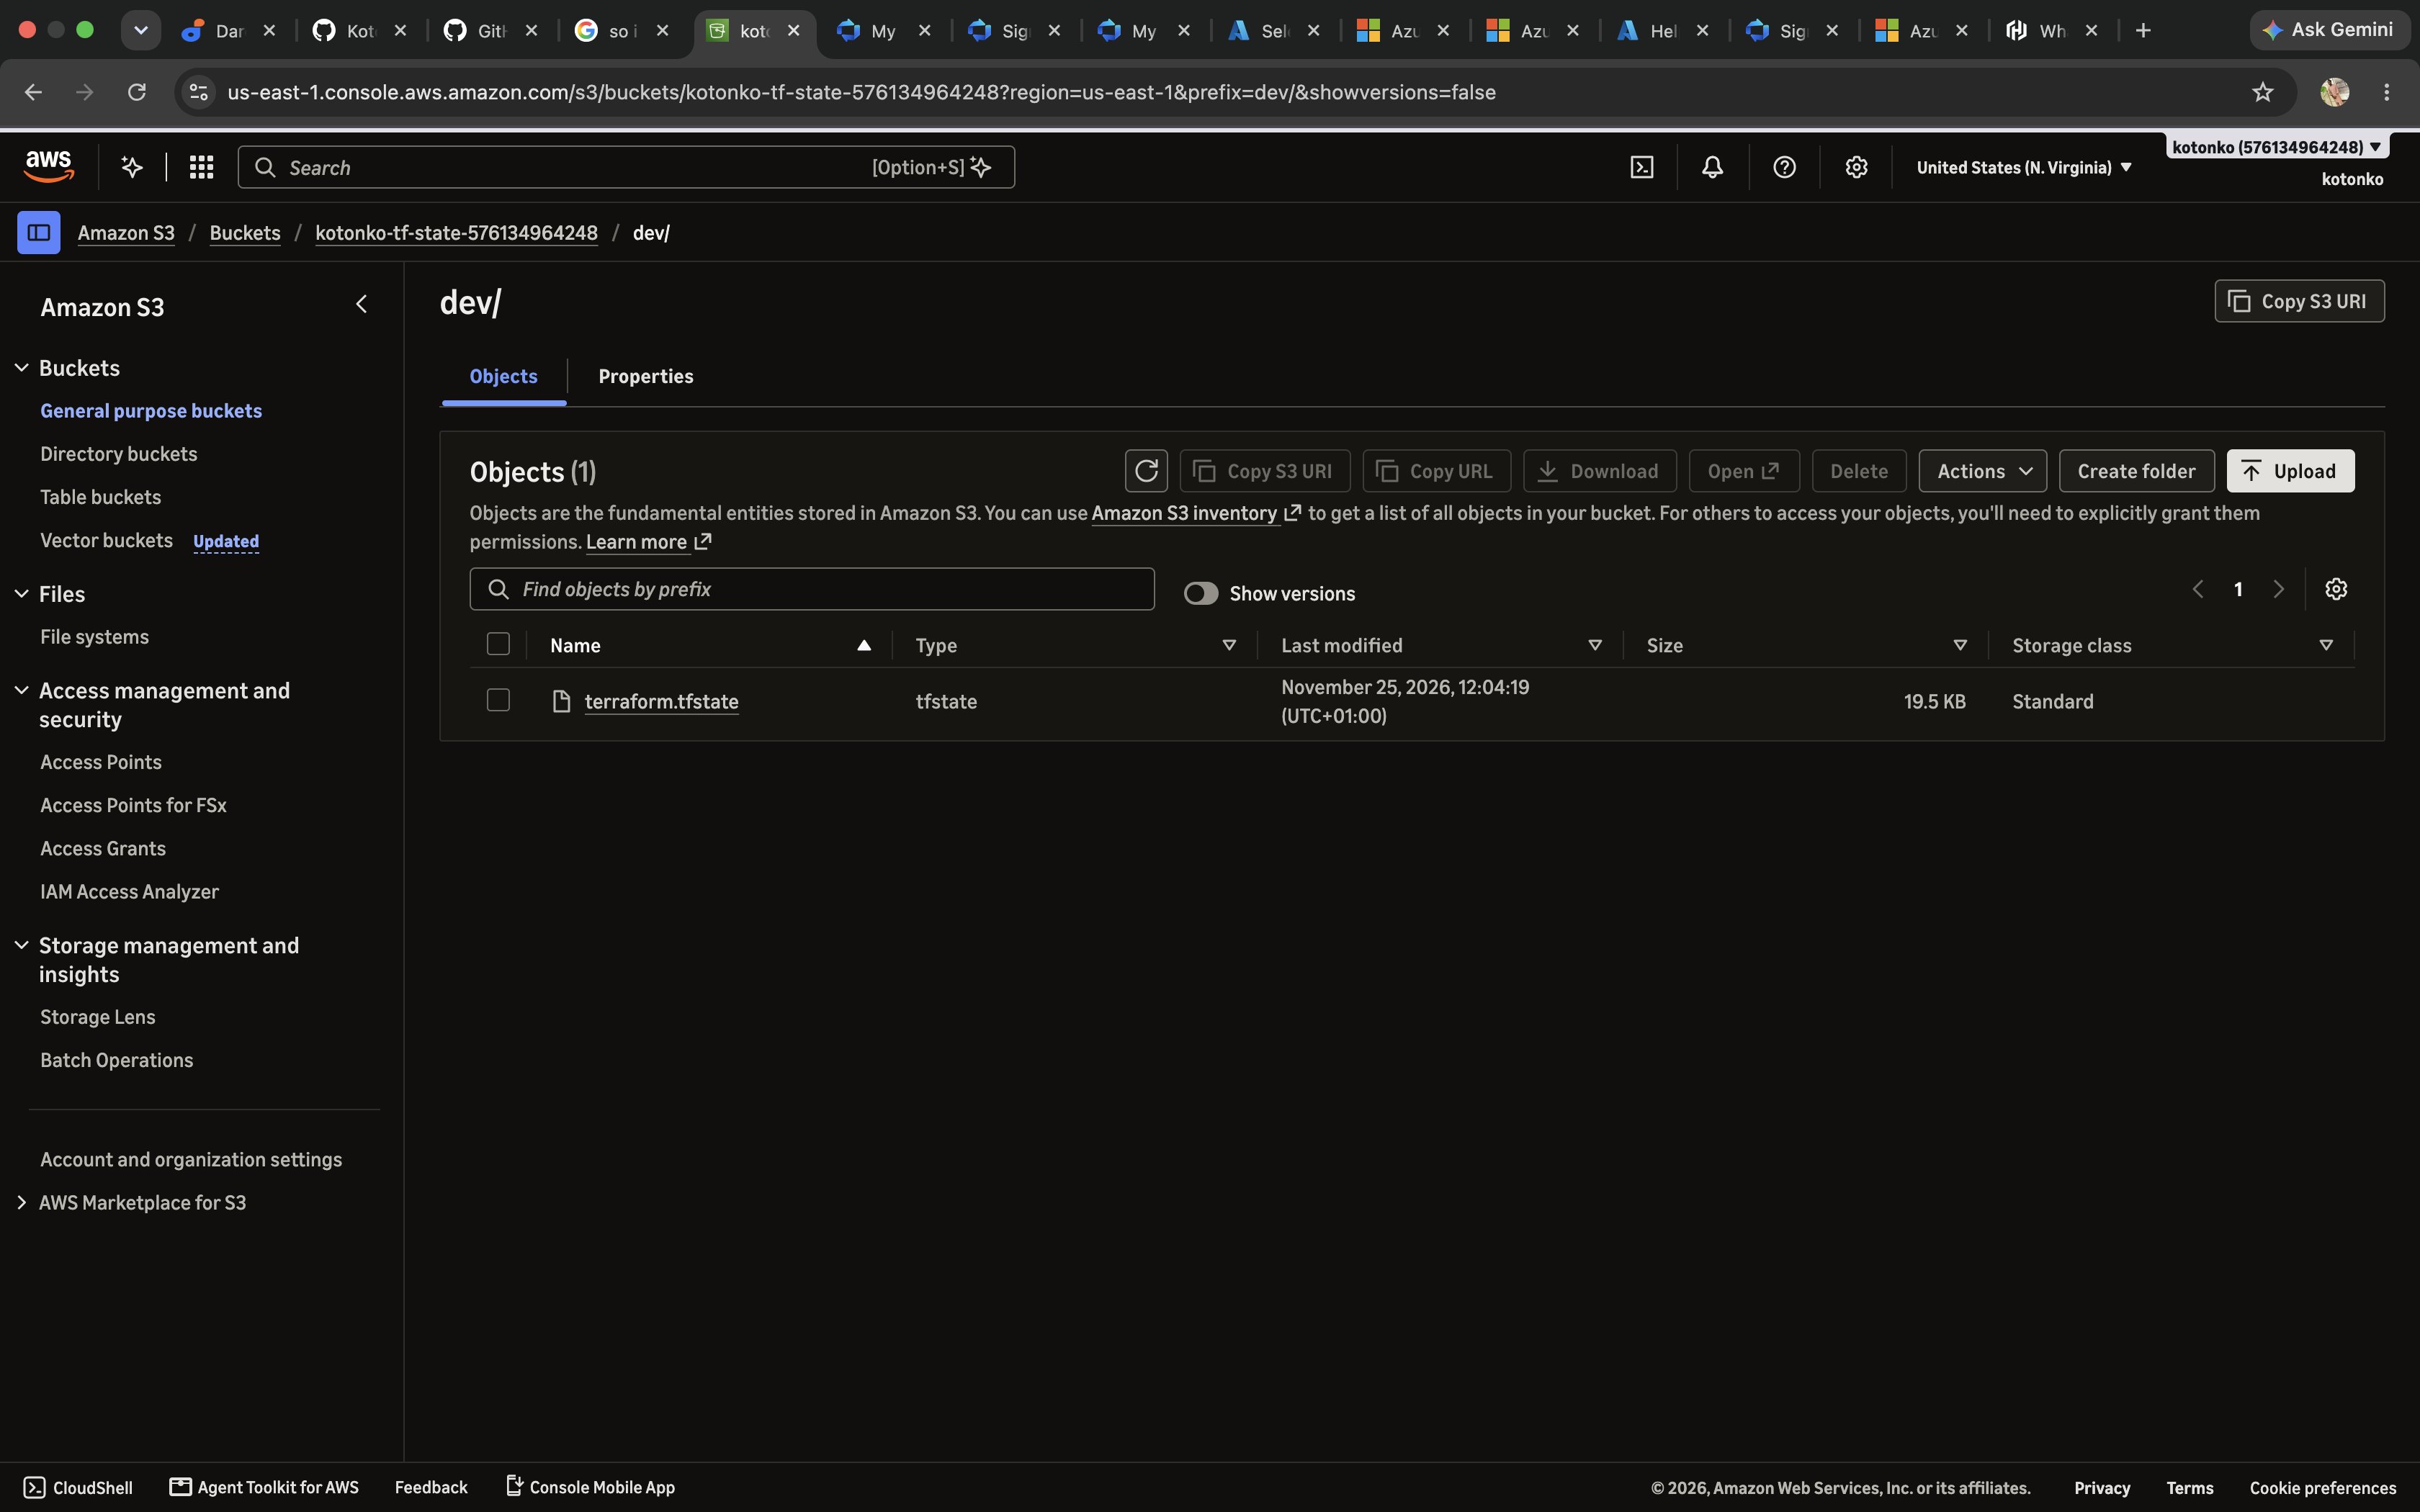 Dar
Kot
Git
so i
kot
My
Sig
My
Sel
Azu
Azu
Hel
Sig
Azu
Wh
Ask Gemini
us-east-1.console.aws.amazon.com/s3/buckets/kotonko-tf-state-576134964248?region=us-east-1&prefix=dev/&showversions=false
aws
Search
[Option+S]
United States (N. Virginia)
kotonko (576134964248)
kotonko
Amazon S3 / Buckets / kotonko-tf-state-576134964248 / dev/
Amazon S3
Buckets
General purpose buckets
Directory buckets
Table buckets
Vector buckets Updated
Files
File systems
Access management and
security
Access Points
Access Points for FSx
Access Grants
IAM Access Analyzer
Storage management and
insights
Storage Lens
Batch Operations
Account and organization settings
AWS Marketplace for S3
dev/
Copy S3 URI
Objects
Properties
Objects (1)
Copy S3 URI
Copy URL
Download
Open
Delete
Actions
Create folder
Upload
Objects are the fundamental entities stored in Amazon S3. You can use Amazon S3 inventory to get a list of all objects in your bucket. For others to access your objects, you'll need to explicitly grant them
permissions. Learn more
Find objects by prefix
Show versions
1
Name Type Last modified Size Storage class
terraform.tfstate tfstate November 25, 2026, 12:04:19 19.5 KB Standard
(UTC+01:00)
CloudShell
Agent Toolkit for AWS
Feedback
Console Mobile App
© 2026, Amazon Web Services, Inc. or its affiliates.
Privacy
Terms
Cookie preferences